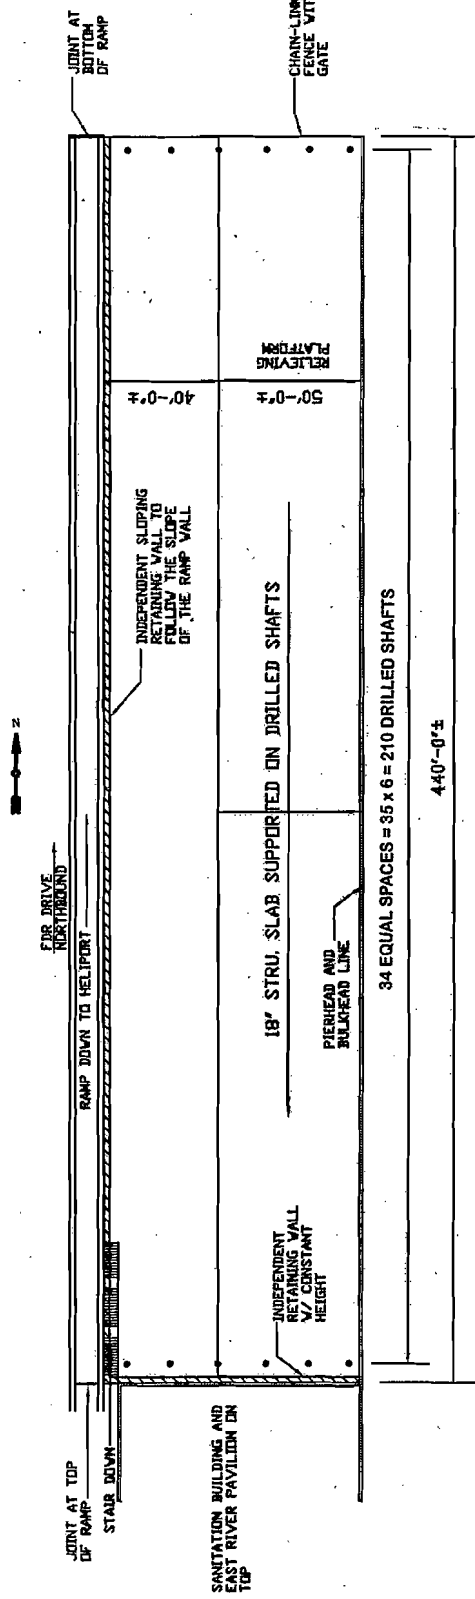 JOINT AT
BOTTOM
OF RAMP
CHAIN-LINK
FENCE WIT
GATE
RELIEVING
PLATFORM
40'-0"±
50'-0"±
INDEPENDENT SLOPING
RETAINING WALL TO
FOLLOW THE SLOPE
OF THE RAMP WALL
N
FDR DRIVE
NORTHBOUND
RAMP DOWN TO HELIPORT
18" STRU. SLAB SUPPORTED ON DRILLED SHAFTS
PIERHEAD AND
BULKHEAD LINE
34 EQUAL SPACES = 35 x 6 = 210 DRILLED SHAFTS
440'-0"±
INDEPENDENT
RETAINING WALL
W/ CONSTANT
HEIGHT
JOINT AT TOP
OF RAMP
STAIR DOWN
SANITATION BUILDING AND
EAST RIVER PAVILION ON
TOP